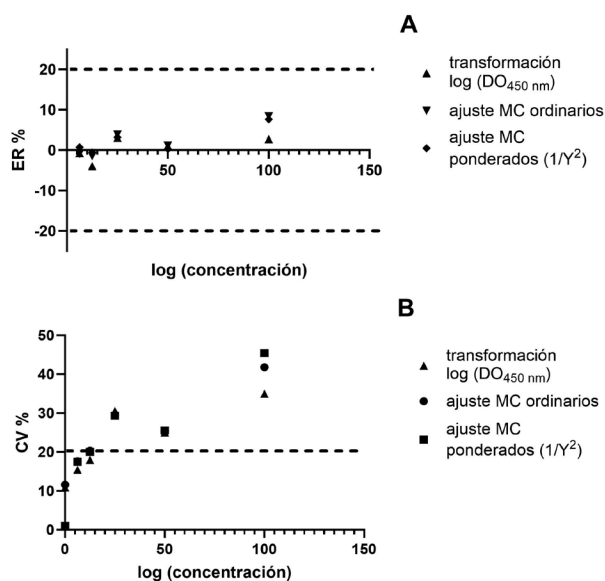 A
20
10
0
-10
-20
ER %
50
100
150
log (concentración)
transformación
log (DO450 nm)
ajuste MC ordinarios
ajuste MC
ponderados (1/Y²)
B
50
40
30
20
10
0
CV %
0
50
100
150
log (concentración)
transformación
log (DO450 nm)
ajuste MC ordinarios
ajuste MC
ponderados (1/Y²)